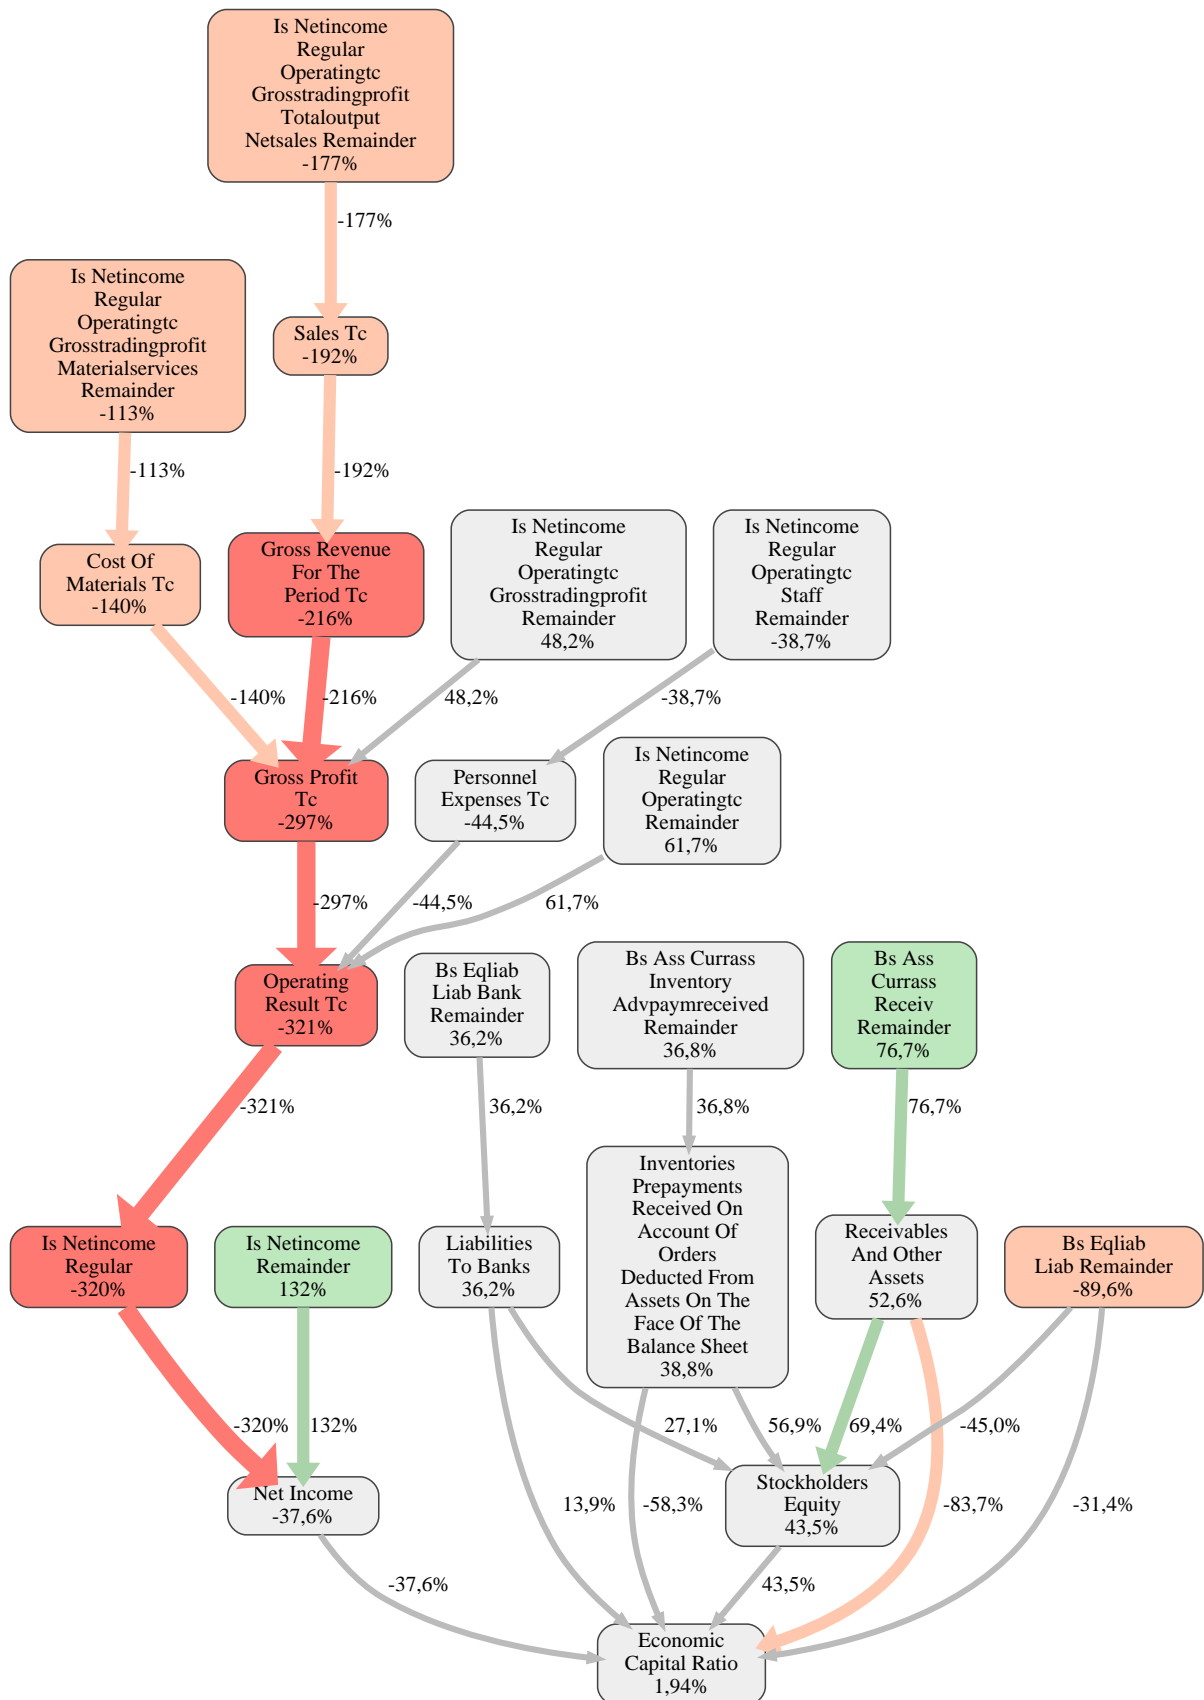 Is Netincome
Regular
Operatingtc
Grosstradingprofit
Totaloutput
Netsales Remainder
-177%
-177%
Is Netincome
Regular
Operatingtc
Grosstradingprofit
Materialservices
Remainder
-113%
Sales Tc
-192%
-113%
-192%
Cost Of
Materials Tc
-140%
Gross Revenue
For The
Period Tc
-216%
Is Netincome
Regular
Operatingtc
Grosstradingprofit
Remainder
48,2%
Is Netincome
Regular
Operatingtc
Staff
Remainder
-38,7%
-140%
-216%
48,2%
-38,7%
Gross Profit
Tc
-297%
Personnel
Expenses Tc
-44,5%
Is Netincome
Regular
Operatingtc
Remainder
61,7%
-297%
-44,5%
61,7%
Operating
Result Tc
-321%
Bs Eqliab
Liab Bank
Remainder
36,2%
Bs Ass Currass
Inventory
Advpaymreceived
Remainder
36,8%
Bs Ass
Currass
Receiv
Remainder
76,7%
-321%
36,2%
36,8%
76,7%
Is Netincome
Regular
-320%
Is Netincome
Remainder
132%
Liabilities
To Banks
36,2%
Inventories
Prepayments
Received On
Account Of
Orders
Deducted From
Assets On The
Face Of The
Balance Sheet
38,8%
Receivables
And Other
Assets
52,6%
Bs Eqliab
Liab Remainder
-89,6%
-320%
132%
27,1%
56,9%
69,4%
-45,0%
Net Income
-37,6%
13,9%
-58,3%
Stockholders
Equity
43,5%
-83,7%
-31,4%
-37,6%
43,5%
Economic
Capital Ratio
1,94%